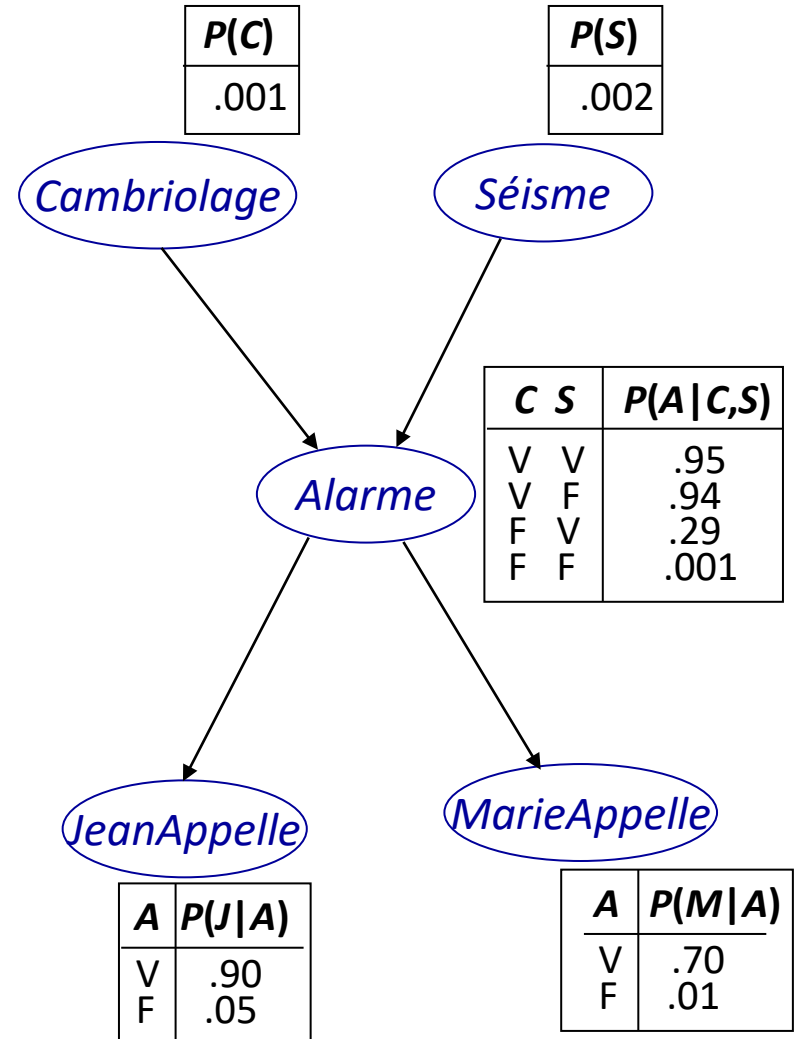 P(C)
.001
P(S)
.002
Cambriolage
Séisme
C S P(A|C,S)
V V .95
V F .94
F V .29
F F .001
Alarme
JeanAppelle
MarieAppelle
A P(J|A)
V .90
F .05
A P(M|A)
V .70
F .01